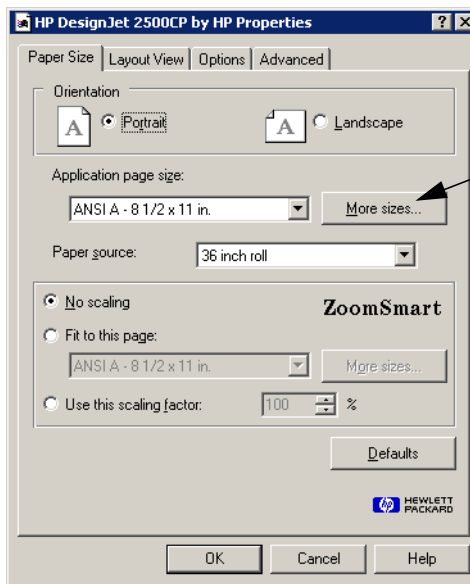 HP DesignJet 2500CP by HP Properties
Paper Size Layout View Options Advanced
Orientation
A Portrait A Landscape
Application page size:
ANSI A - 8 1/2 x 11 in. More sizes...
Paper source: 36 inch roll
No scaling ZoomSmart
Fit to this page:
ANSI A - 8 1/2 x 11 in. More sizes...
Use this scaling factor: 100 %
Defaults
hp HEWLETT
PACKARD
OK Cancel Help